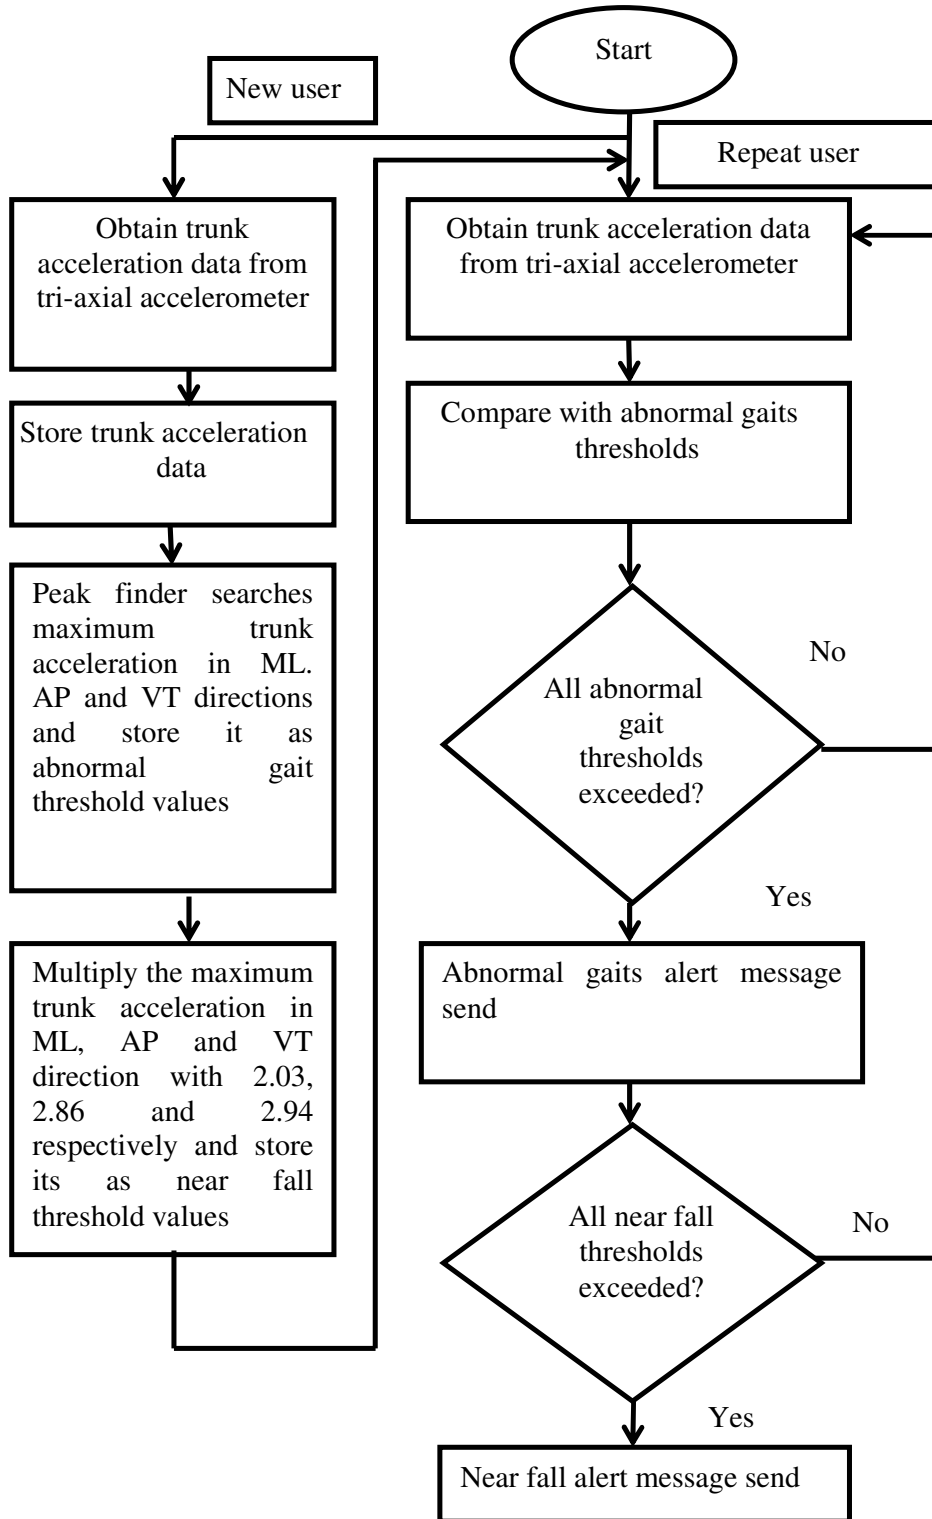 Start
New user
Repeat user
Obtain trunk
acceleration data from
tri-axial accelerometer
Store trunk acceleration
data
Peak finder searches
maximum trunk
acceleration in ML.
AP and VT directions
and store it as
abnormal gait
threshold values
Multiply the maximum
trunk acceleration in
ML, AP and VT
direction with 2.03,
2.86 and 2.94
respectively and store
its as near fall
threshold values
Obtain trunk acceleration data
from tri-axial accelerometer
Compare with abnormal gaits
thresholds
All abnormal
gait
thresholds
exceeded?
No
Yes
Abnormal gaits alert message
send
All near fall
thresholds
exceeded?
No
Yes
Near fall alert message send